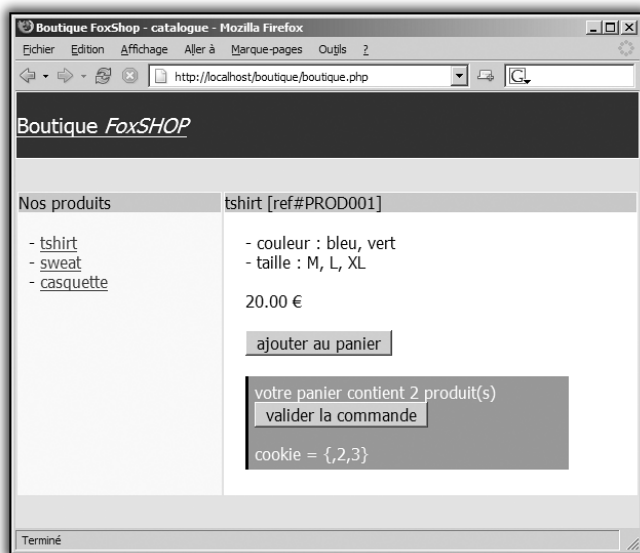 Boutique FoxShop - catalogue - Mozilla Firefox
Fichier Edition Affichage Aller à Marque-pages Outils ?
http://localhost/boutique/boutique.php
G
Boutique FoxSHOP
Nos produits
- tshirt
- sweat
- casquette
tshirt [ref#PROD001]
- couleur : bleu, vert
- taille : M, L, XL
20.00 €
ajouter au panier
votre panier contient 2 produit(s)
valider la commande
cookie = {,2,3}
Terminé